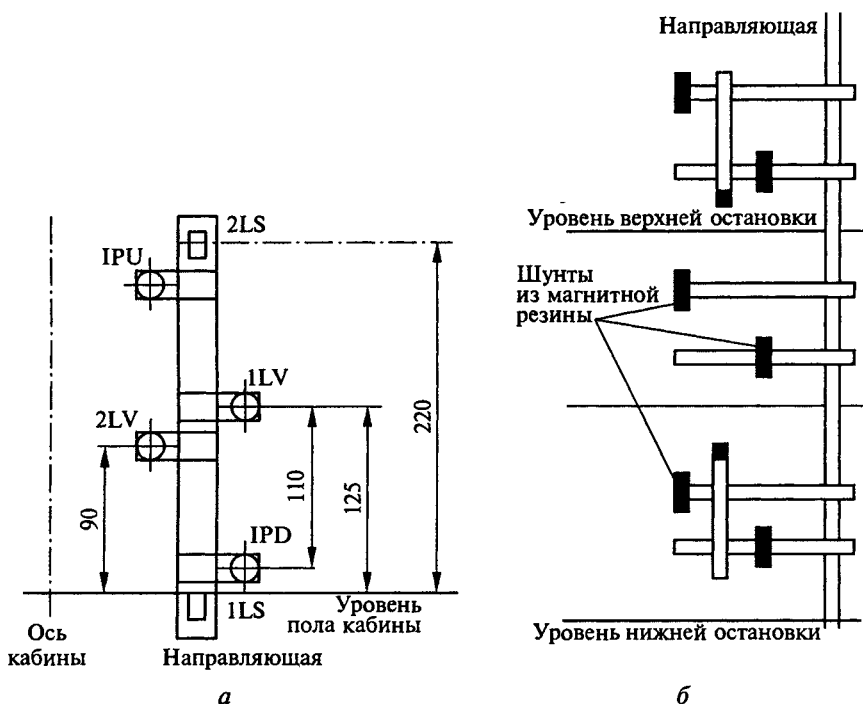 2LS
IPU
1LV
2LV
220
90
110
125
IPD
1LS
Уровень
пола кабины
Ось
кабины
Направляющая
а
Направляющая
Уровень верхней остановки
Шунты
из магнитной
резины
Уровень нижней остановки
б